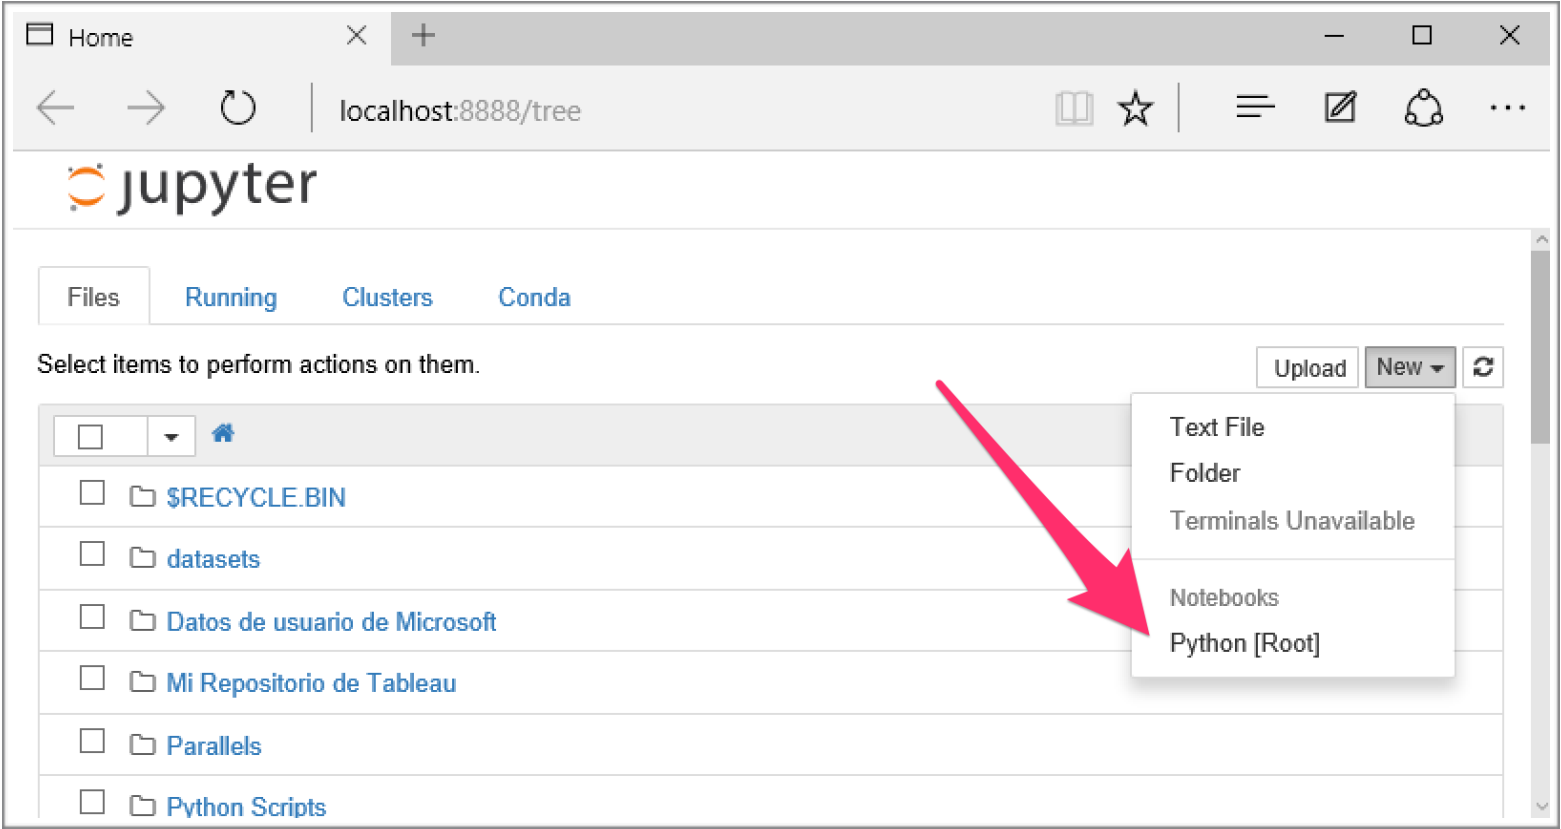 Home
localhost:8888/tree
jupyter
Files Running Clusters Conda
Select items to perform actions on them.
Upload New
Text File
Folder
Terminals Unavailable
Notebooks
Python [Root]
$RECYCLE.BIN
datasets
Datos de usuario de Microsoft
Mi Repositorio de Tableau
Parallels
Python Scripts